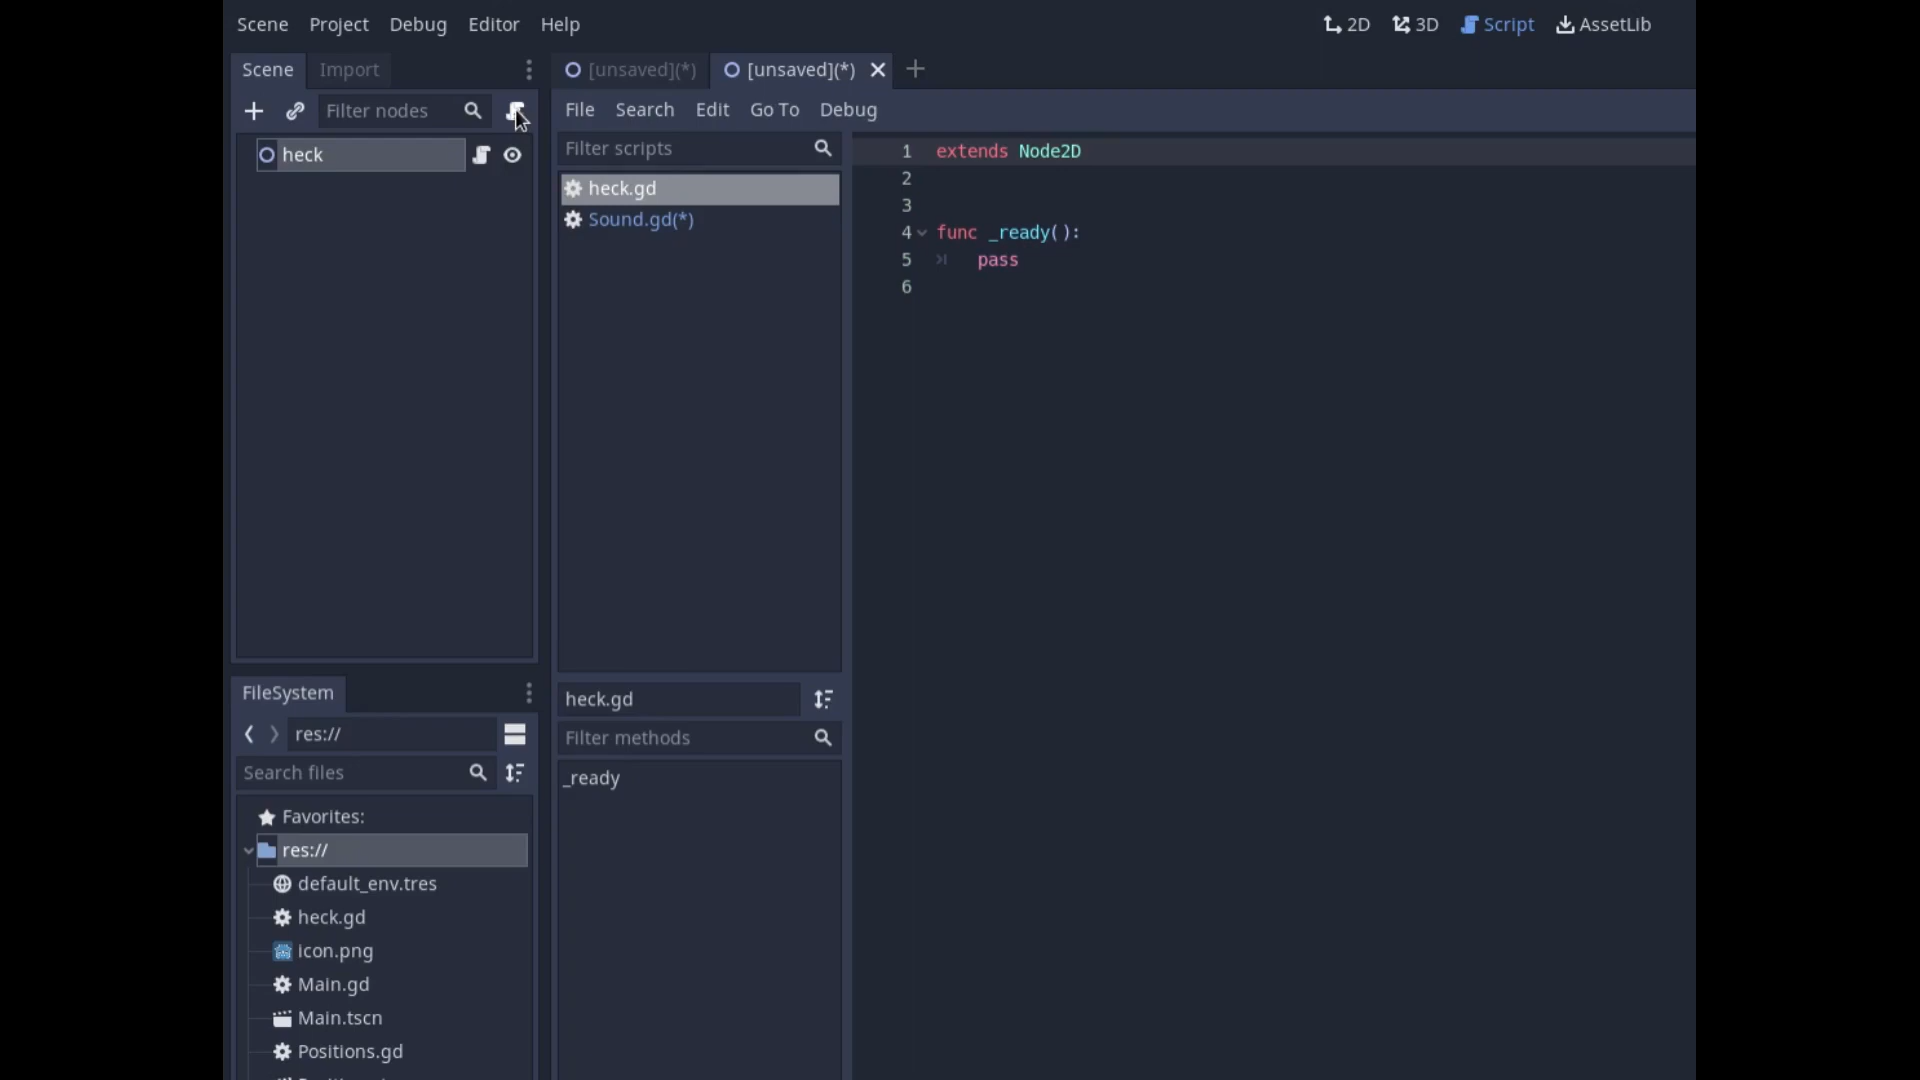 Scene Project Debug Editor Help
2D 3D Script AssetLib
Scene Import
[unsaved](*) [unsaved](*)
Filter nodes
File Search Edit Go To Debug
heck
Filter scripts
heck.gd
Sound.gd(*)
1 extends Node2D
2
3
4 func _ready():
5 pass
6
heck.gd
Filter methods
_ready
FileSystem
res://
Search files
Favorites:
res://
default_env.tres
heck.gd
icon.png
Main.gd
Main.tscn
Positions.gd